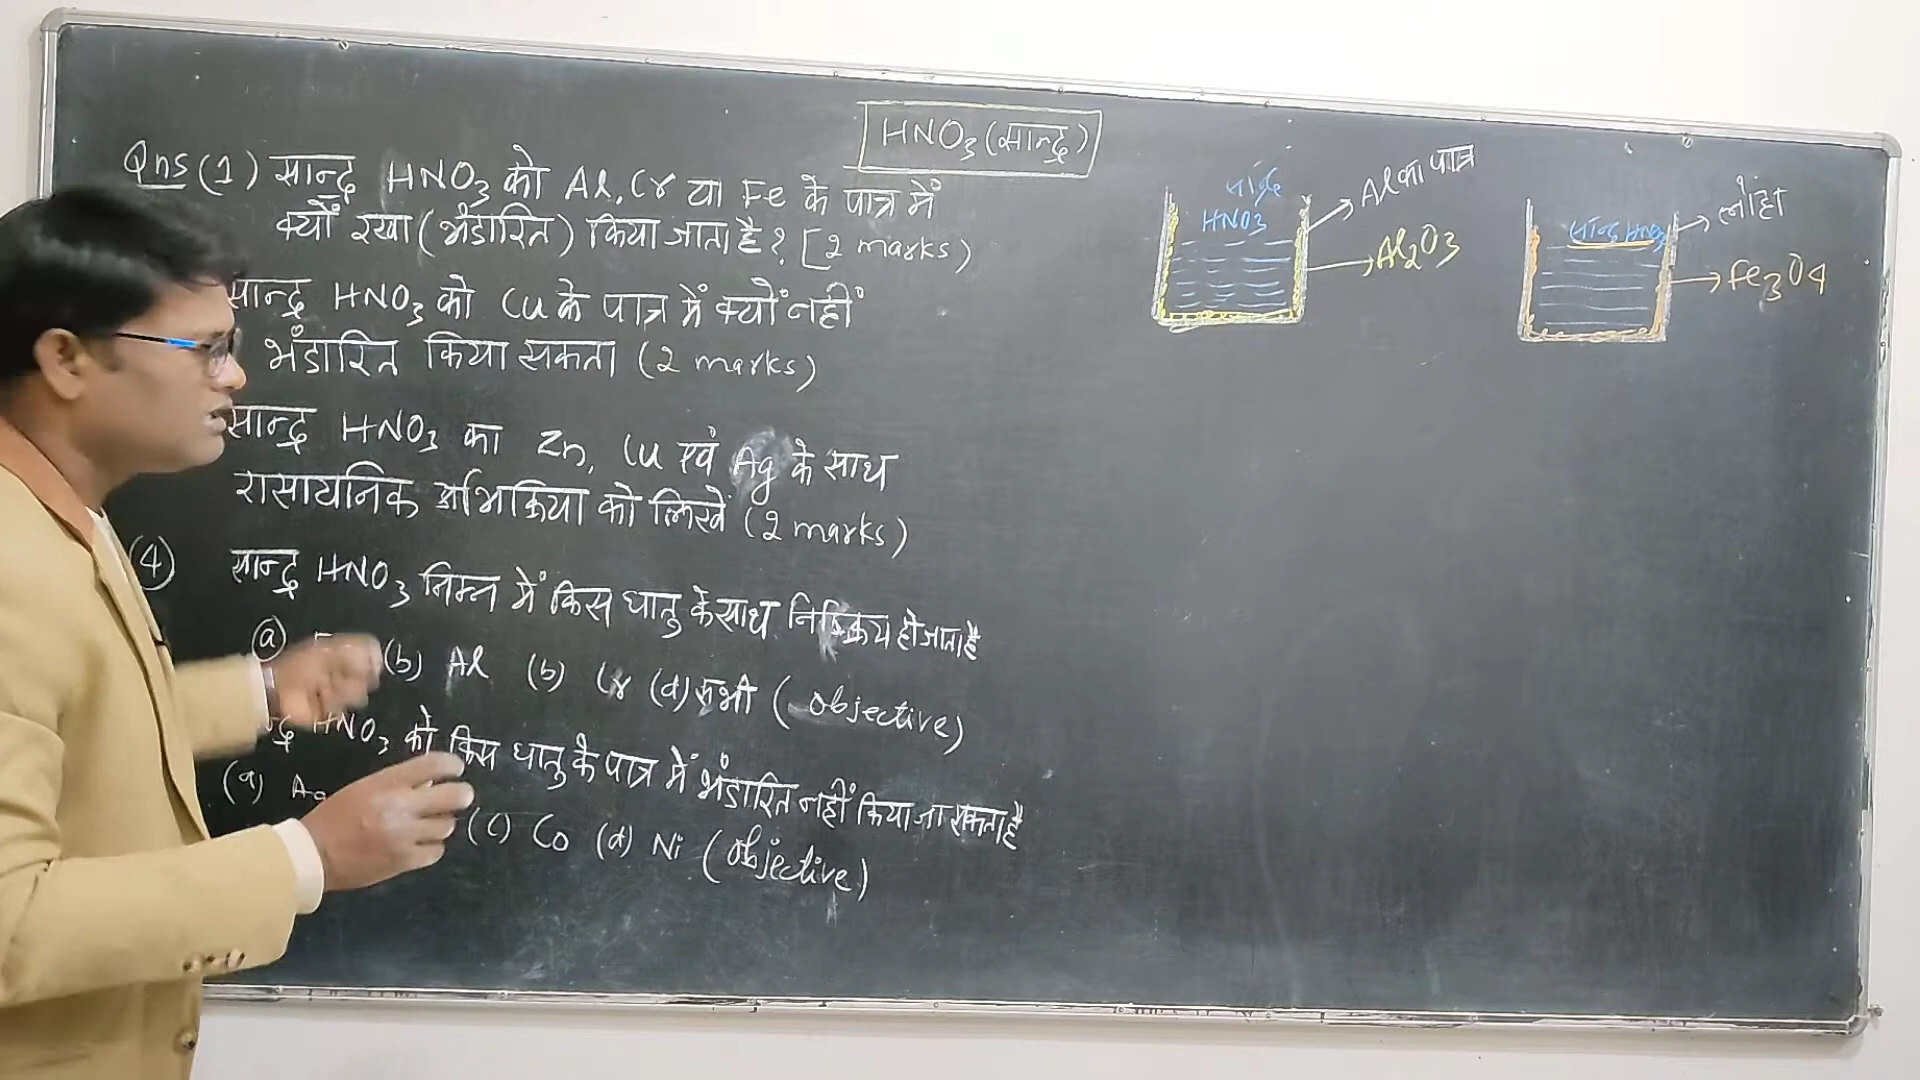 HNO3 (सान्द्र)
Qns (1) सान्द्र HNO3 को Al, Cr या Fe के पात्र में
क्यों रखा (भंडारित) किया जाता है? [2 marks)
सान्द्र HNO3 को Cu के पात्र में क्यों नहीं
भंडारित किया सकता (2 marks)
सान्द्र HNO3 का Zn, Cu एवं Ag के साथ
रासायनिक अभिक्रिया को लिखें (2 marks)
(4) सान्द्र HNO3 निम्न में किस धातु के साथ निष्क्रिय हो जाता है
(a) (b) Al (b) Cr (d) सभी (objective)
HNO3 को किस धातु के पात्र में भंडारित नहीं किया जा सकता है
(a) (c) Co (d) Ni (objective)
HNO3
Al का पात्र
Al2O3
सान्द्र HNO3
लोहा
Fe3O4